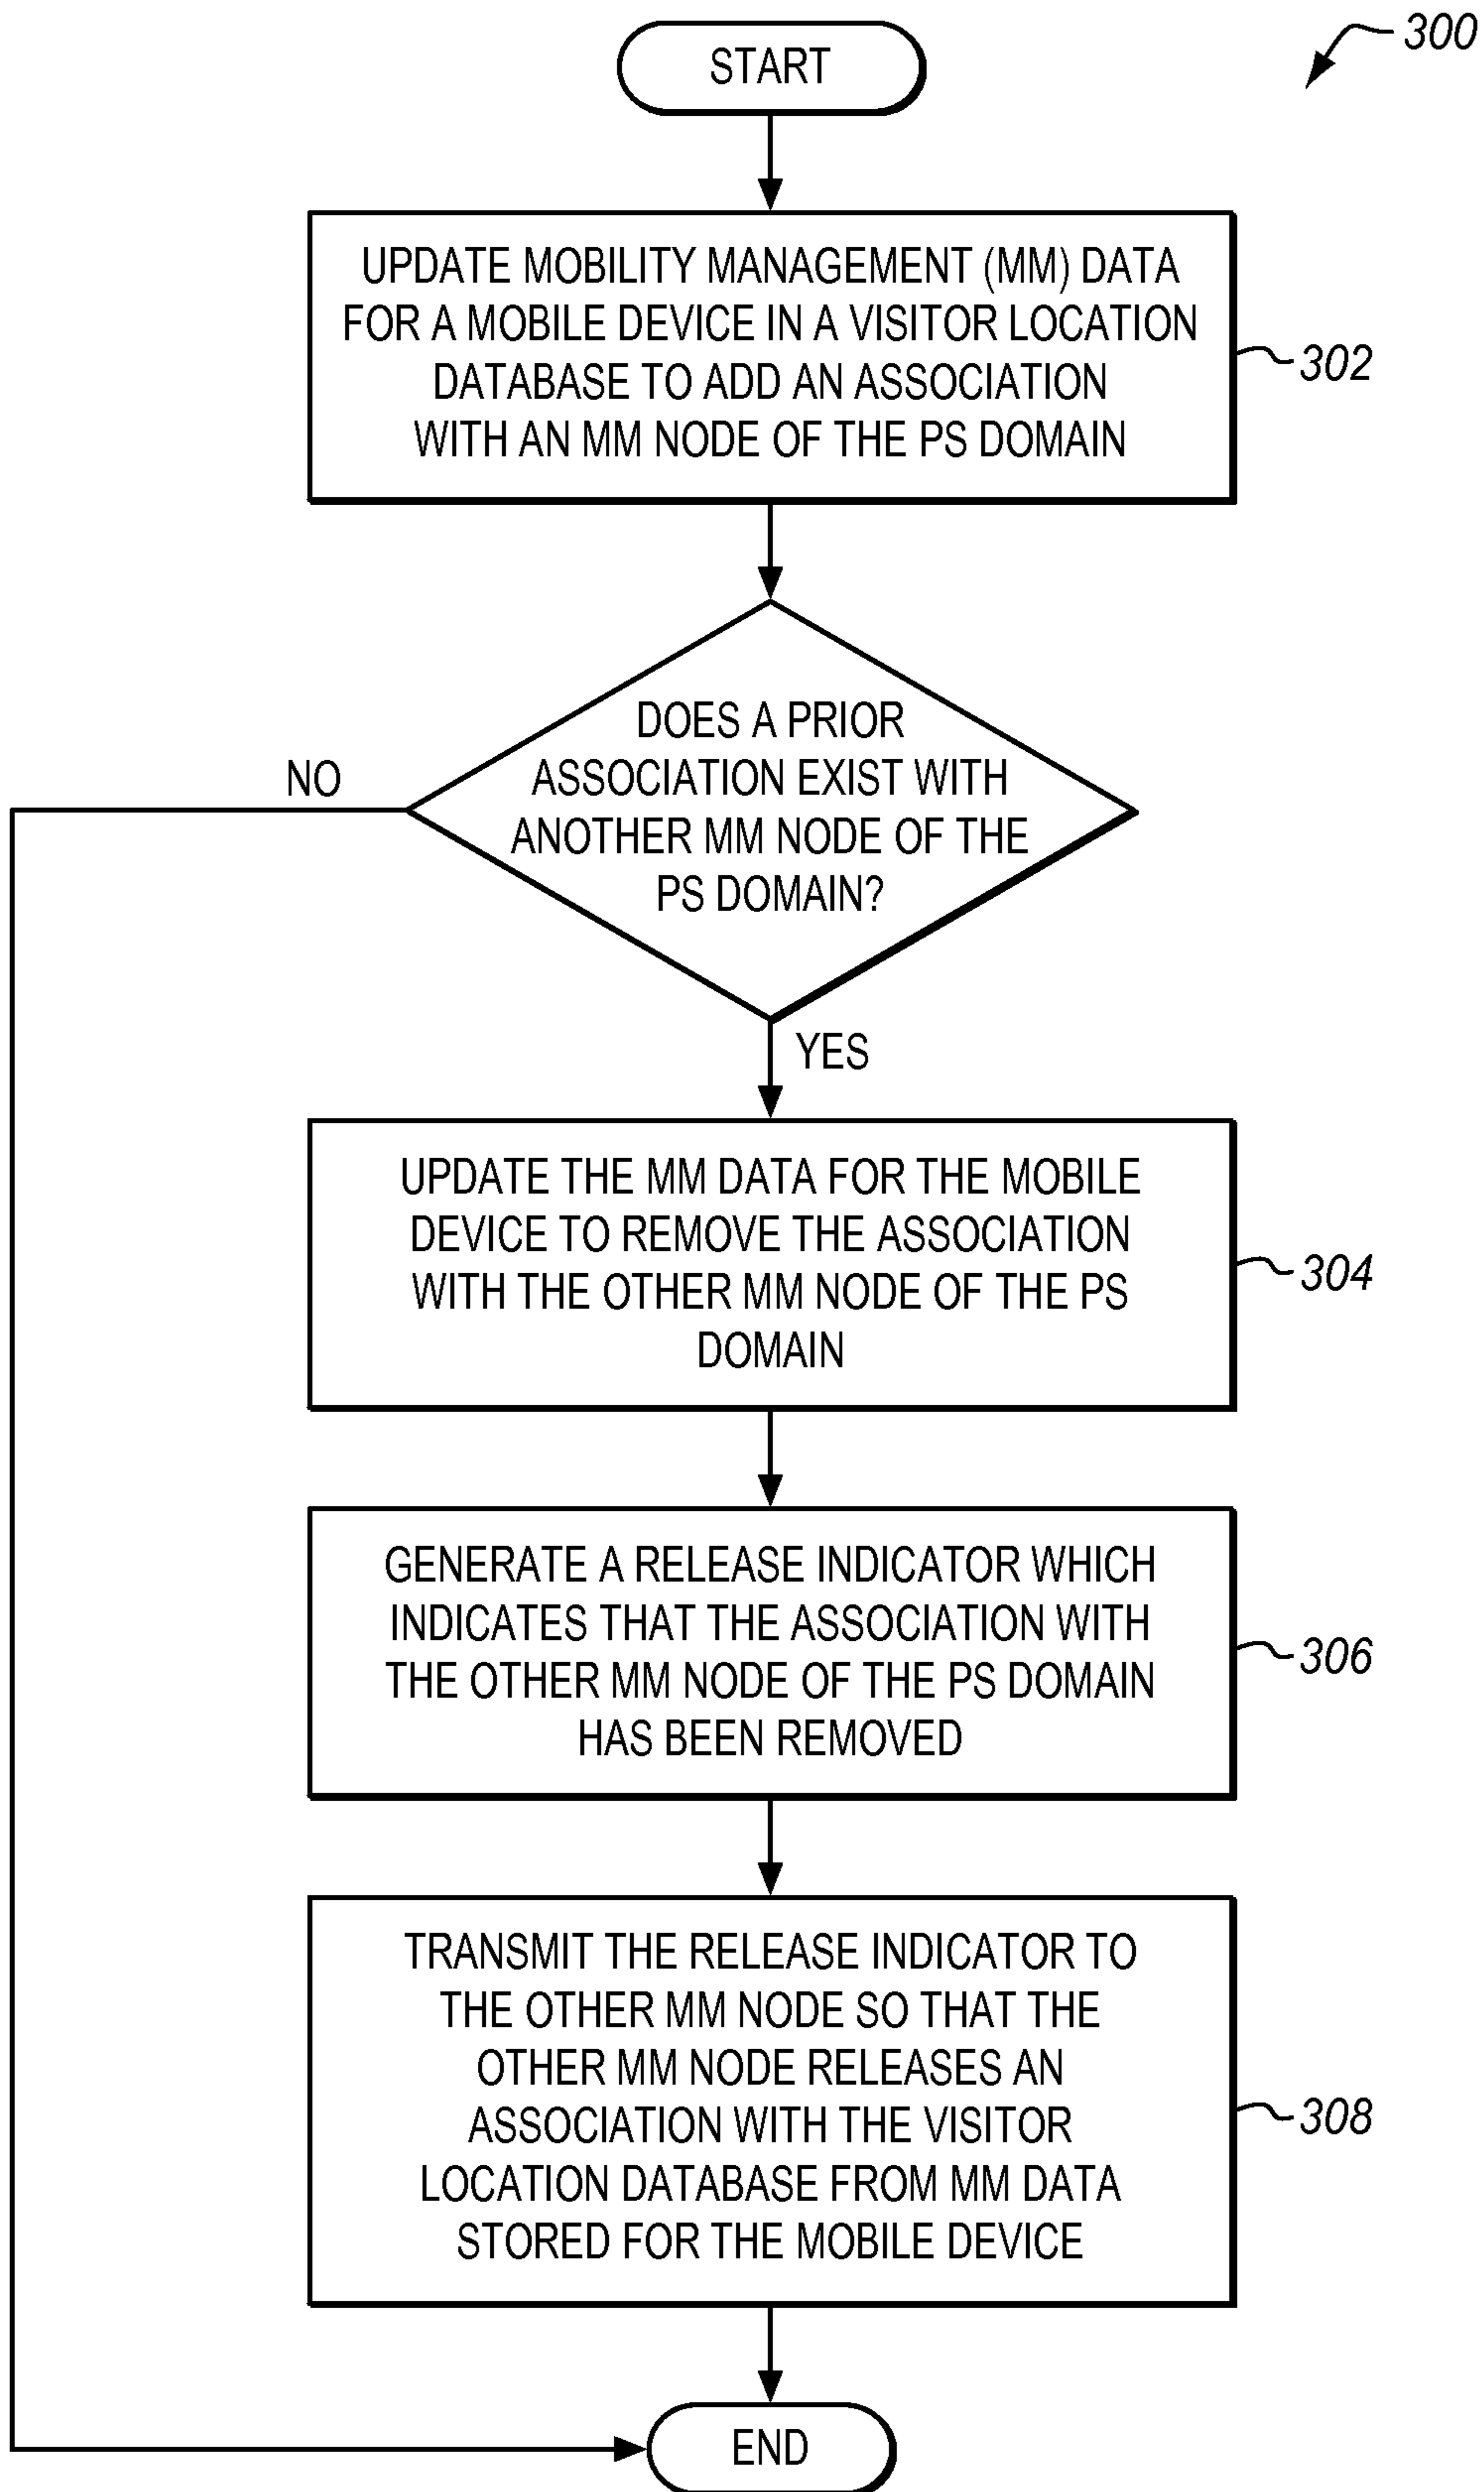 300
START
UPDATE MOBILITY MANAGEMENT (MM) DATA
FOR A MOBILE DEVICE IN A VISITOR LOCATION
DATABASE TO ADD AN ASSOCIATION
WITH AN MM NODE OF THE PS DOMAIN
302
DOES A PRIOR
ASSOCIATION EXIST WITH
ANOTHER MM NODE OF THE
PS DOMAIN?
NO
YES
UPDATE THE MM DATA FOR THE MOBILE
DEVICE TO REMOVE THE ASSOCIATION
WITH THE OTHER MM NODE OF THE PS
DOMAIN
304
GENERATE A RELEASE INDICATOR WHICH
INDICATES THAT THE ASSOCIATION WITH
THE OTHER MM NODE OF THE PS DOMAIN
HAS BEEN REMOVED
306
TRANSMIT THE RELEASE INDICATOR TO
THE OTHER MM NODE SO THAT THE
OTHER MM NODE RELEASES AN
ASSOCIATION WITH THE VISITOR
LOCATION DATABASE FROM MM DATA
STORED FOR THE MOBILE DEVICE
308
END